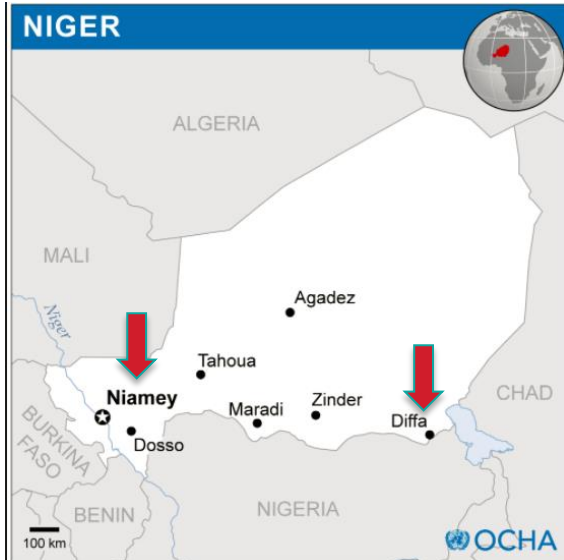 NIGER
ALGERIA
MALI
Niger
Agadez
Tahoua
CHAD
Niamey
Zinder
Maradi
Diffa
Dosso
BURKINA
FASO
NIGERIA
BENIN
100 km
OCHA